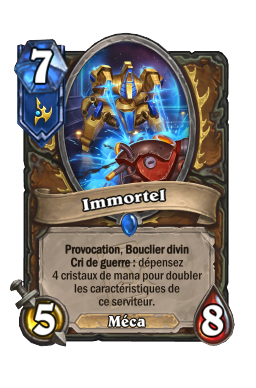 7
Immortel
Provocation, Bouclier divin
Cri de guerre : dépensez
4 cristaux de mana pour doubler
les caractéristiques de
ce serviteur.
5
Méca
8